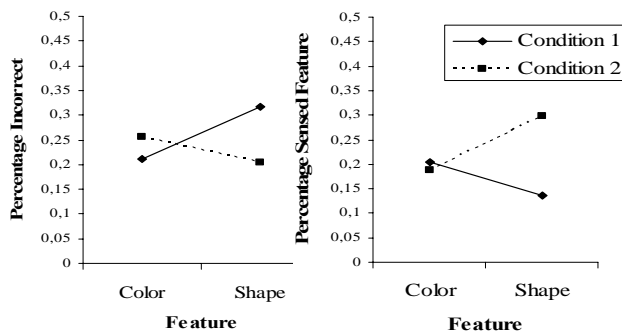 0,5
0,45
0,4
0,35
0,3
0,25
0,2
0,15
0,1
0,05
0
Percentage Incorrect
Color Shape
Feature
0,5
0,45
0,4
0,35
0,3
0,25
0,2
0,15
0,1
0,05
0
Percentage Sensed Feature
Condition 1
Condition 2
Color Shape
Feature